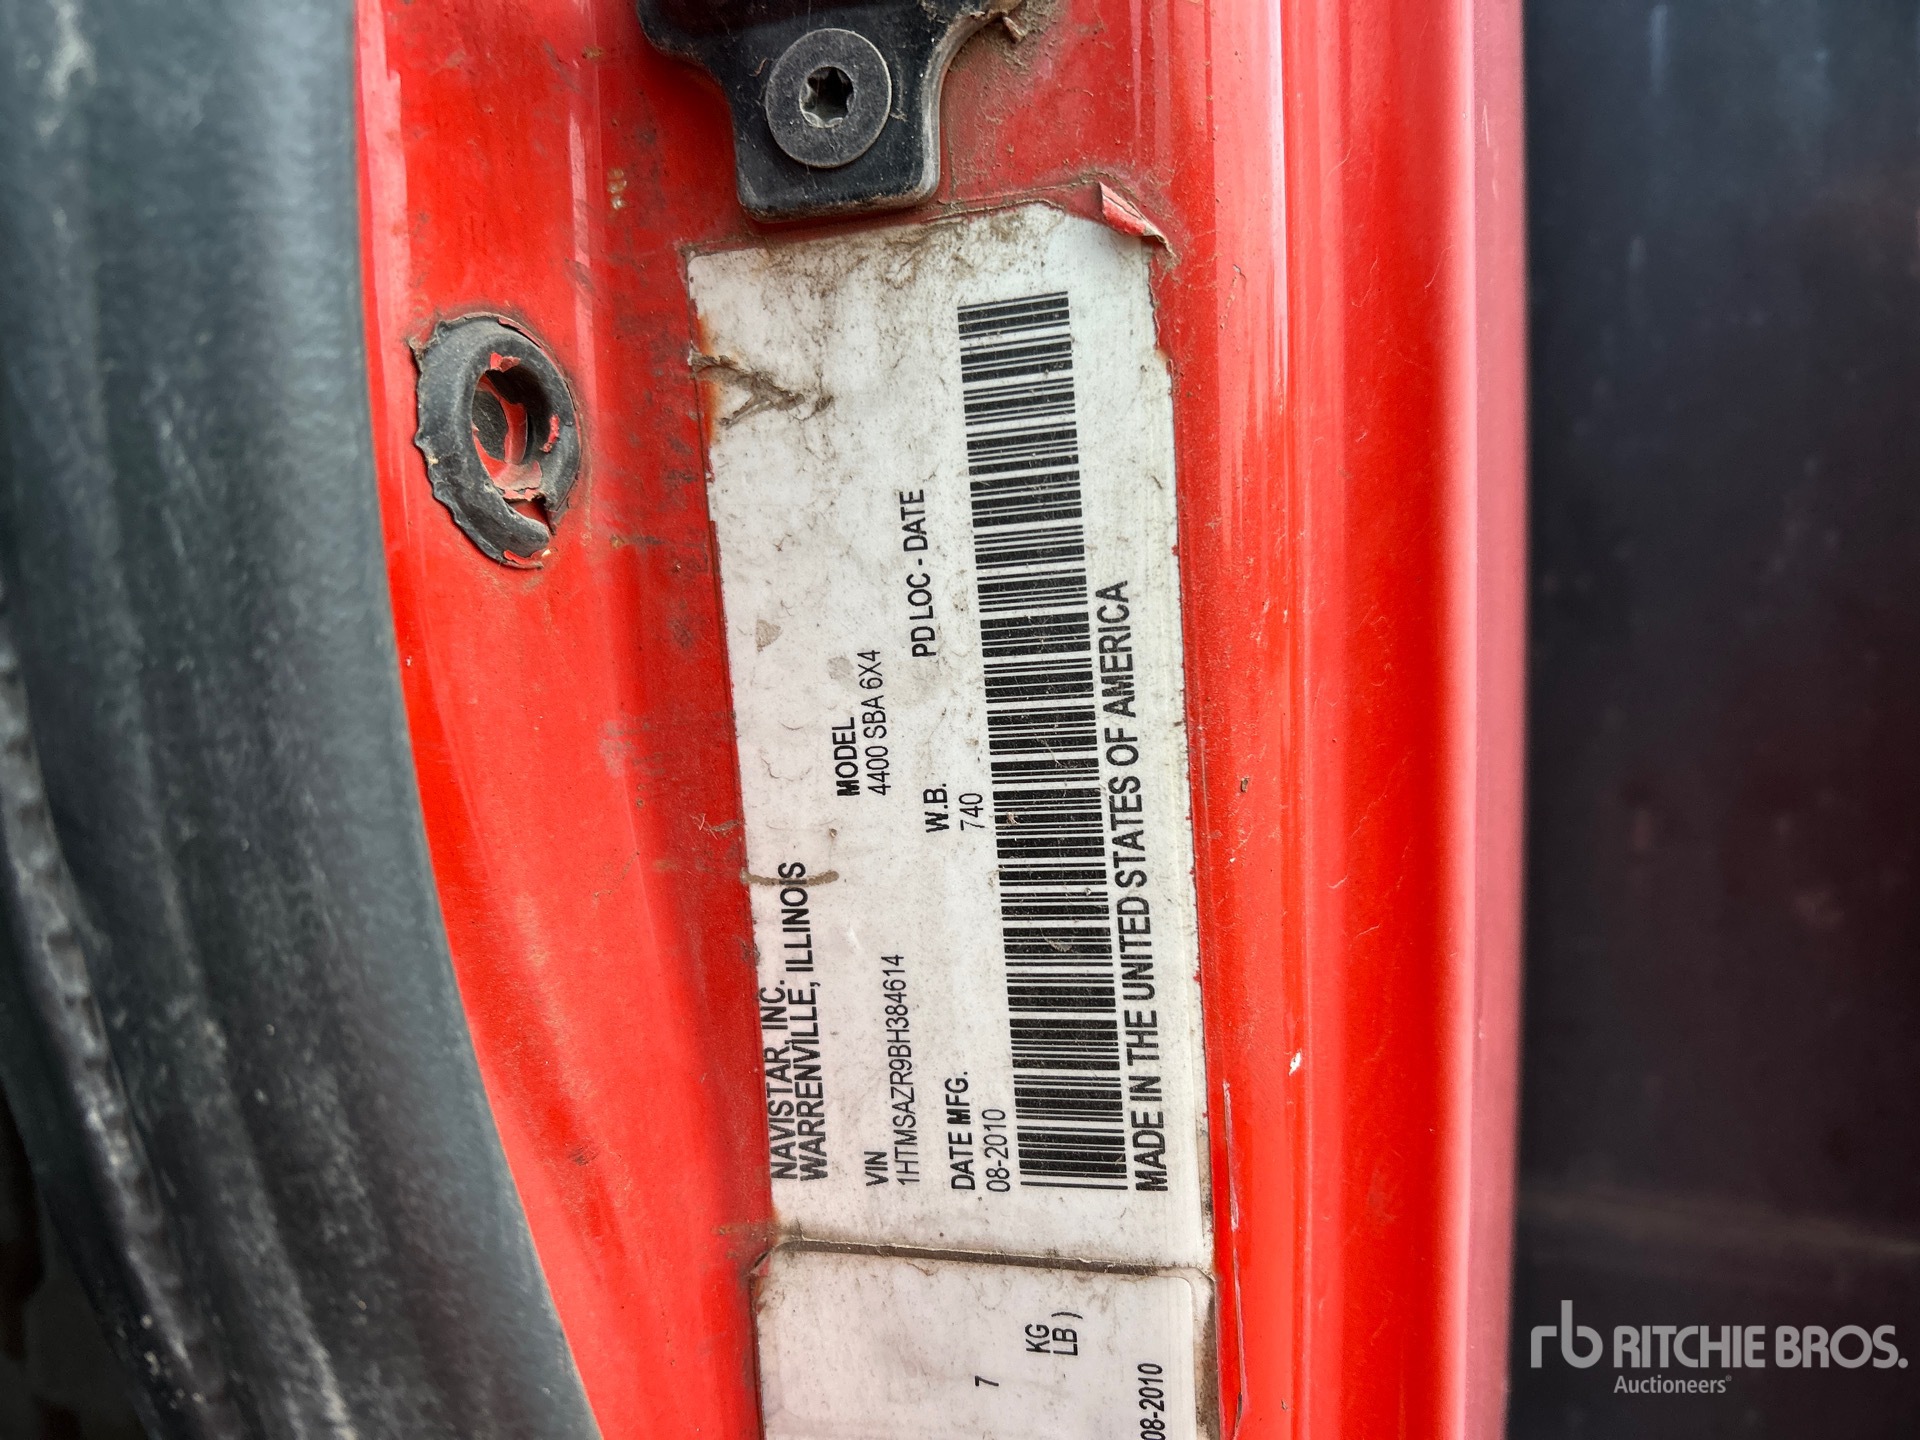 NAVISTAR, INC.
WARRENVILLE, ILLINOIS
VIN
1HTMSAZR9BH384614
MODEL
4400 SBA 6X4
DATE MFG.
08-2010
W.B.
740
PD LOC - DATE
MADE IN THE UNITED STATES OF AMERICA
7
KG
LB )
08-2010
rb RITCHIE BROS.
Auctioneers